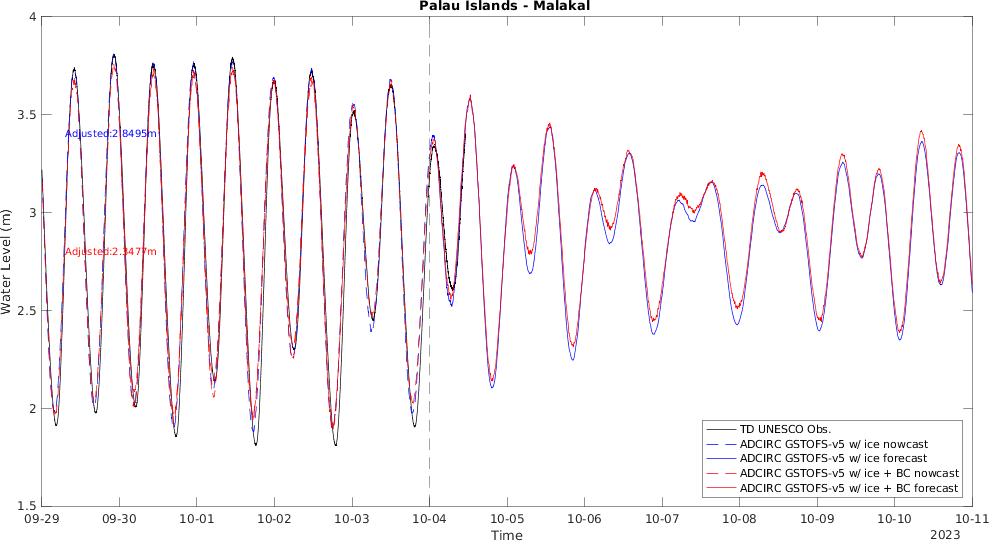 Palau Islands - Malakal
Water Level (m)
4
3.5
3
2.5
2
1.5
Adjusted:2.8495m
Adjusted:2.3477m
TD UNESCO Obs.
ADCIRC GSTOFS-v5 w/ ice nowcast
ADCIRC GSTOFS-v5 w/ ice forecast
ADCIRC GSTOFS-v5 w/ ice + BC nowcast
ADCIRC GSTOFS-v5 w/ ice + BC forecast
09-29 09-30 10-01 10-02 10-03 10-04 10-05 10-06 10-07 10-08 10-09 10-10 10-11
Time
2023